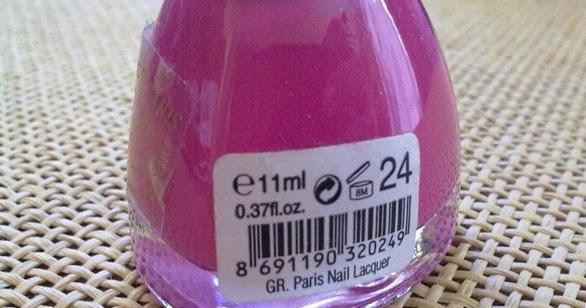 e 11ml 8M 24
0.37fl.oz.
8 691190 320249
GR. Paris Nail Lacquer